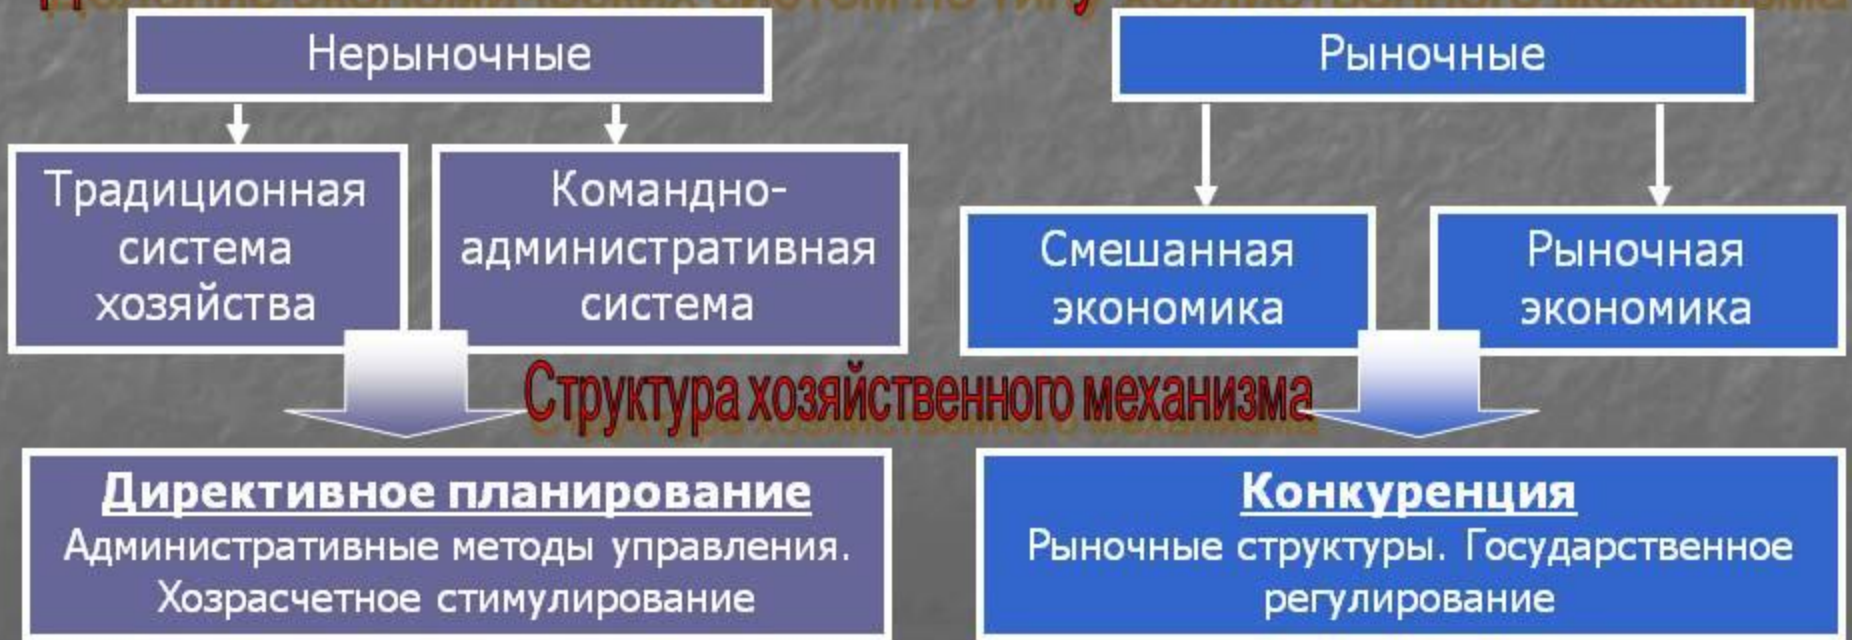 Нерыночные
Рыночные
Традиционная
система
хозяйства
Командно-
административная
система
Смешанная
экономика
Рыночная
экономика
Структура хозяйственного механизма
Директивное планирование
Административные методы управления.
Хозрасчетное стимулирование
Конкуренция
Рыночные структуры. Государственное
регулирование